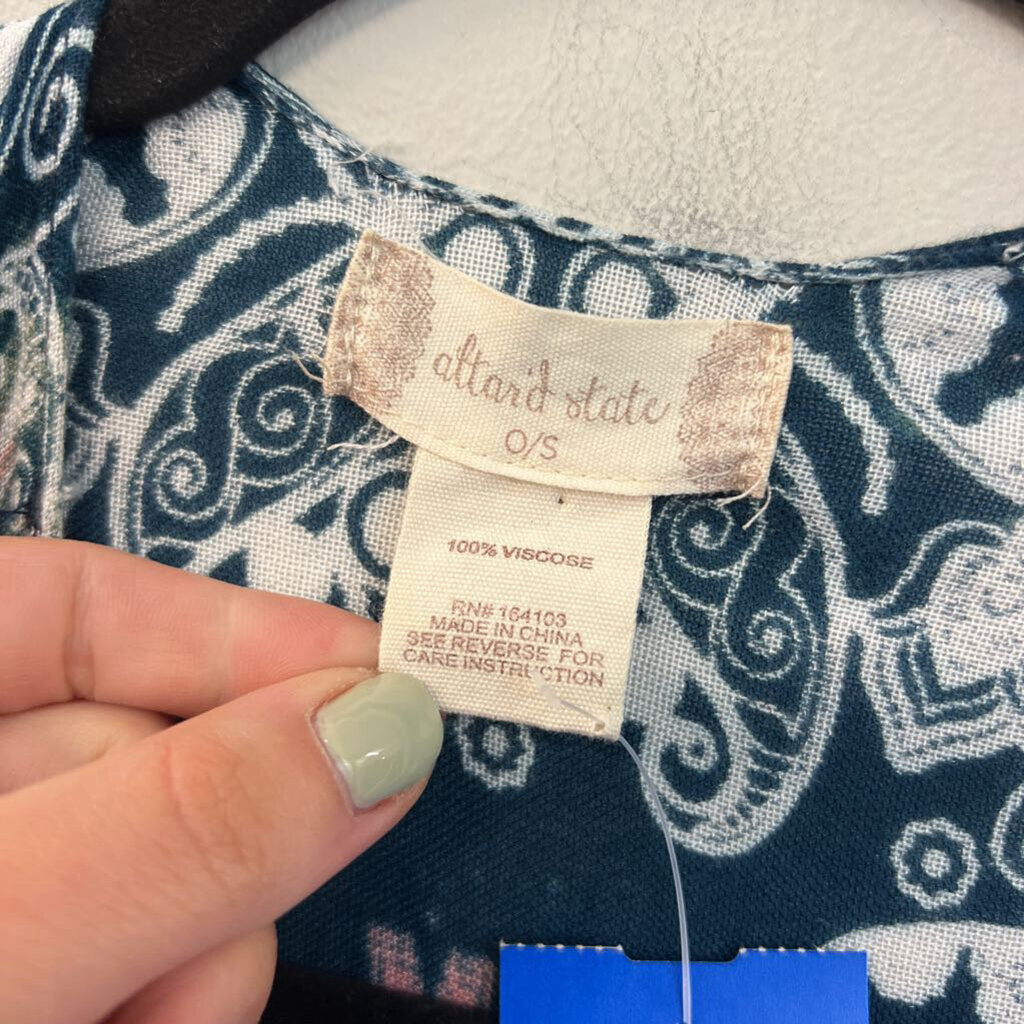 altar'd state
O/S
100% VISCOSE
RN# 164103
MADE IN CHINA
SEE REVERSE FOR
CARE INSTRUCTION